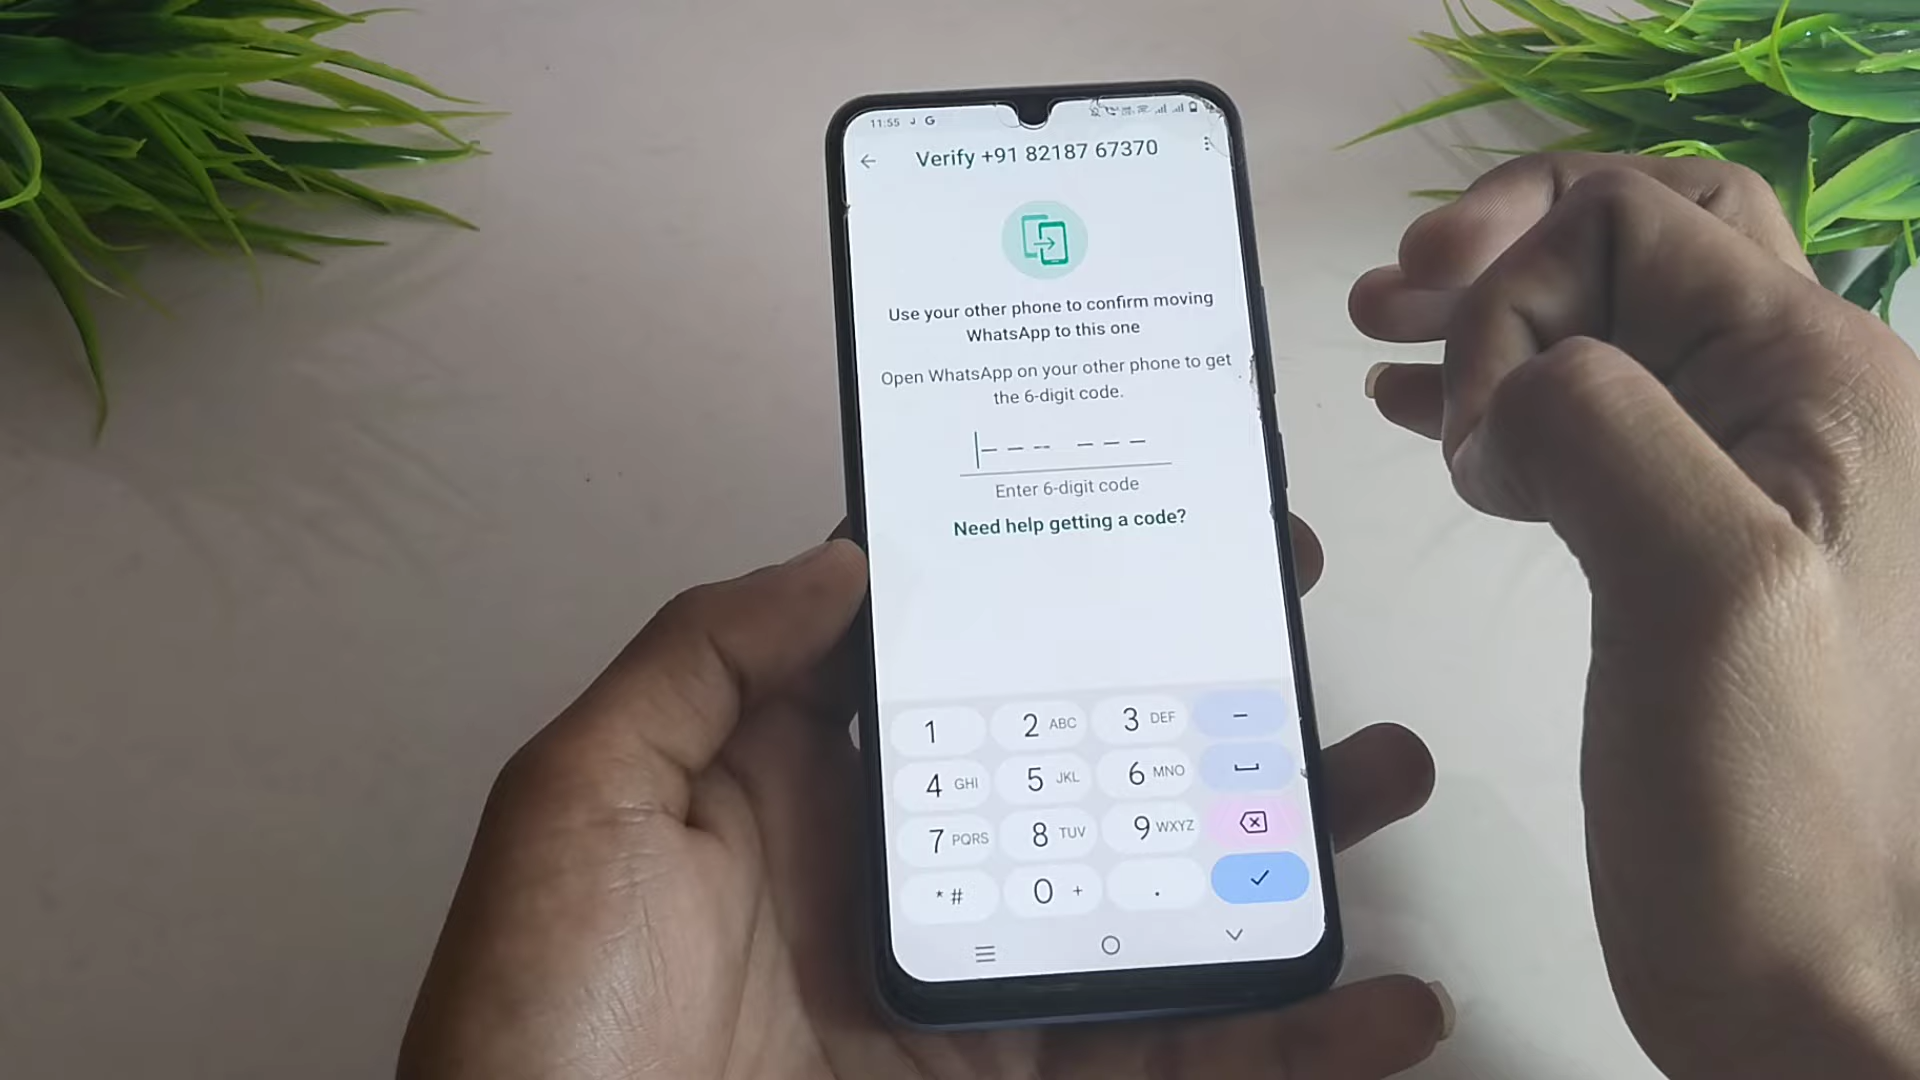 11:55 G
Verify +91 82187 67370
Use your other phone to confirm moving
WhatsApp to this one
Open WhatsApp on your other phone to get
the 6-digit code.
Enter 6-digit code
Need help getting a code?
1 2 ABC 3 DEF –
4 GHI 5 JKL 6 MNO
7 PQRS 8 TUV 9 WXYZ
* # 0 + .